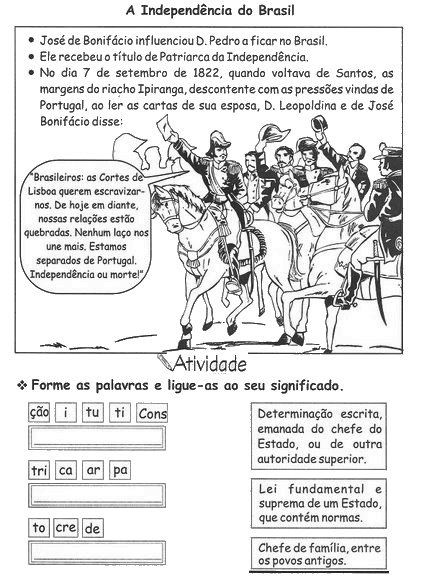 A Independência do Brasil
• José de Bonifácio influenciou D. Pedro a ficar no Brasil.
• Ele recebeu o título de Patriarca da Independência.
• No dia 7 de setembro de 1822, quando voltava de Santos, as
margens do riacho Ipiranga, descontente com as pressões vindas de
Portugal, ao ler as cartas de sua esposa, D. Leopoldina e de José
Bonifácio disse:
"Brasileiros: as Cortes de
Lisboa querem escravizar-
nos. De hoje em diante,
nossas relações estão
quebradas. Nenhum laço nos
une mais. Estamos
separados de Portugal.
Independência ou morte!"
Atividade
❖ Forme as palavras e ligue-as ao seu significado.
ção i tu ti Cons
tri ca ar pa
to cre de
Determinação escrita,
emanada do chefe do
Estado, ou de outra
autoridade superior.
Lei fundamental e
suprema de um Estado,
que contém normas.
Chefe de família, entre
os povos antigos.